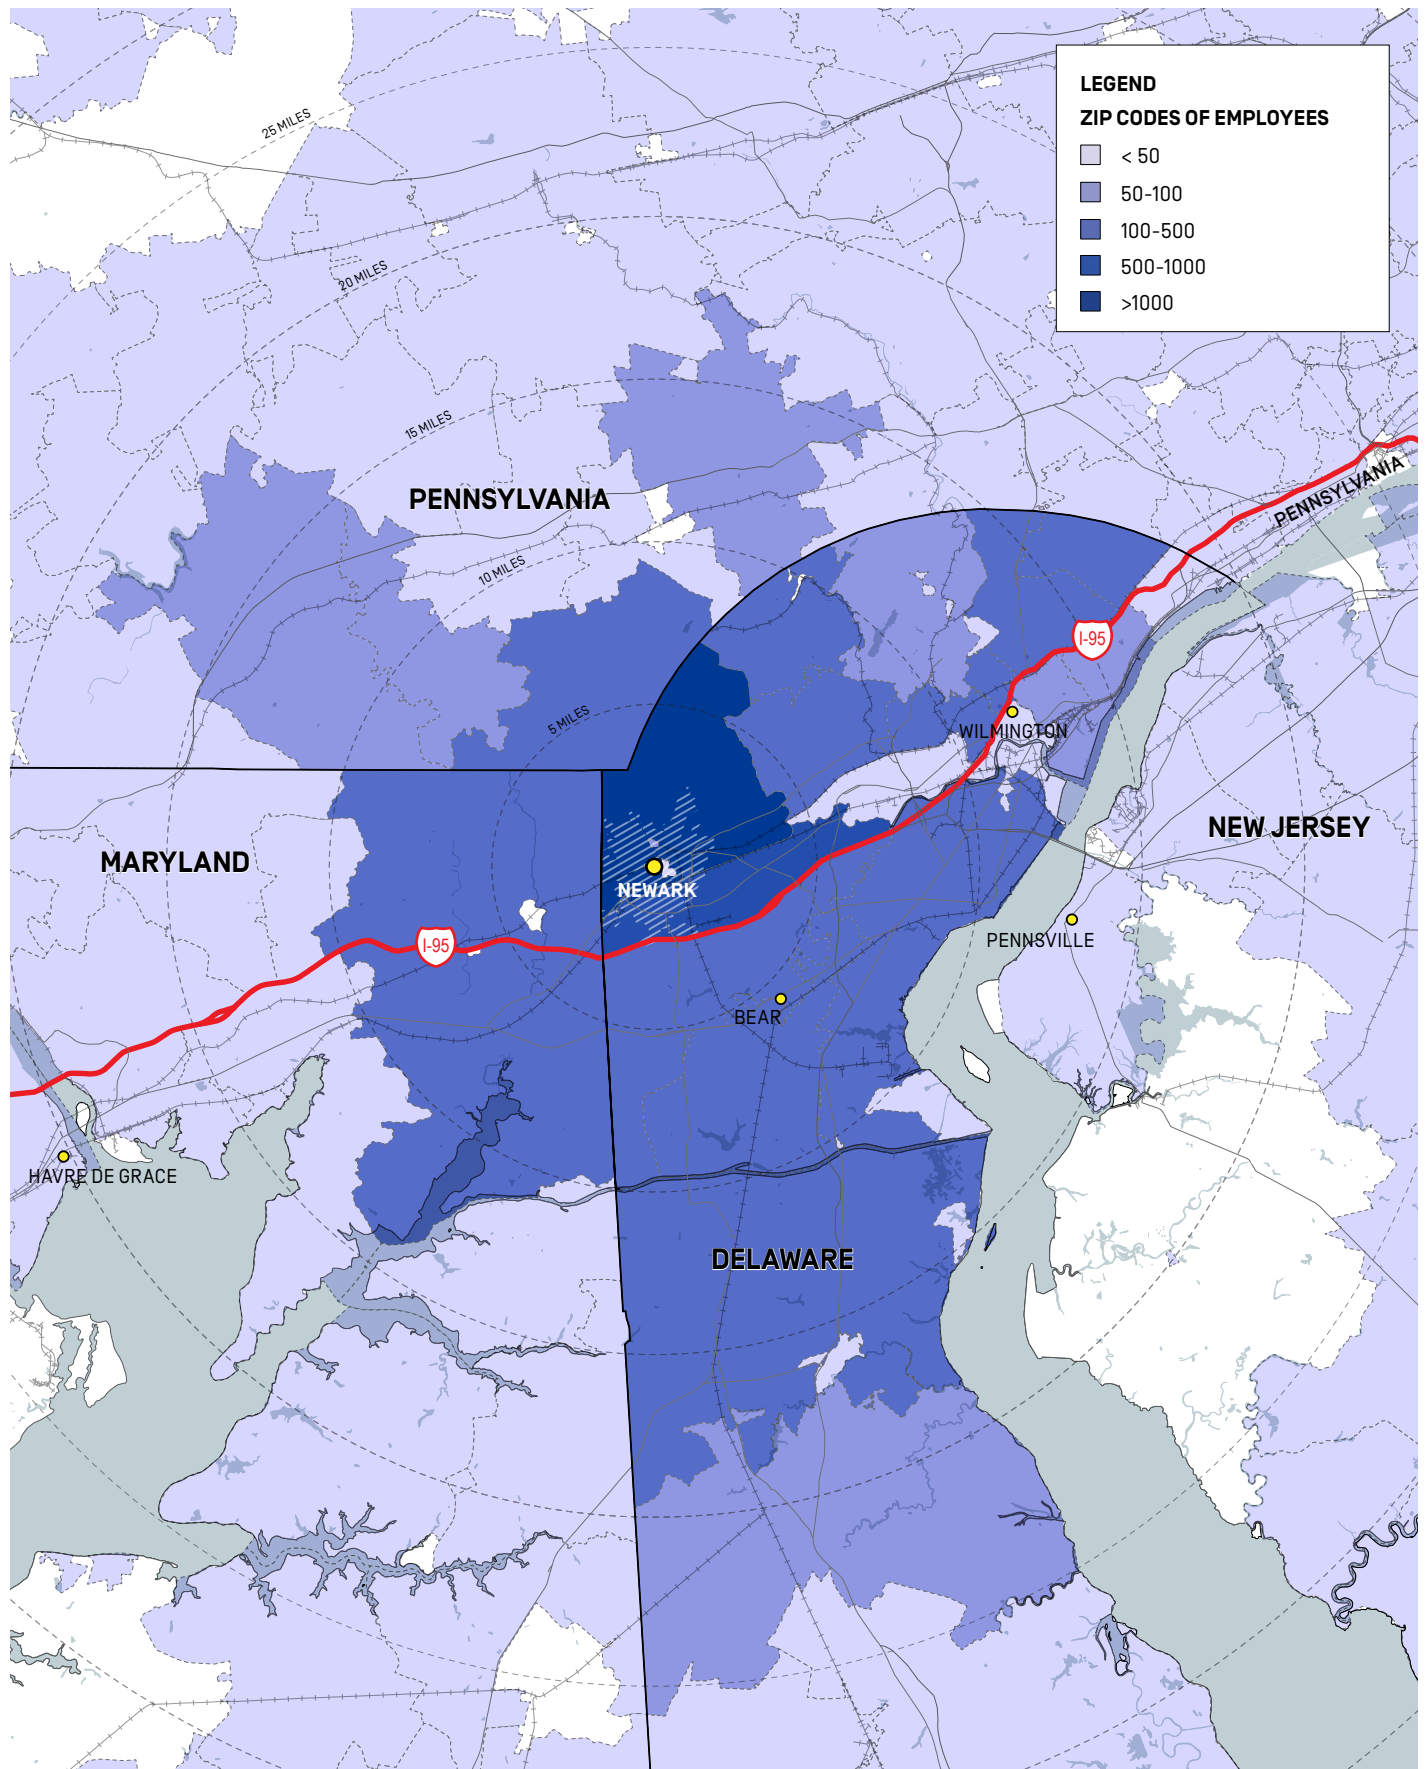 LEGEND
ZIP CODES OF EMPLOYEES
< 50
50-100
100-500
500-1000
>1000
25 MILES
20 MILES
15 MILES
PENNSYLVANIA
PENNSYLVANIA
10 MILES
I-95
5 MILES
WILMINGTON
NEW JERSEY
MARYLAND
NEWARK
I-95
PENNSVILLE
BEAR
HAVRE DE GRACE
DELAWARE